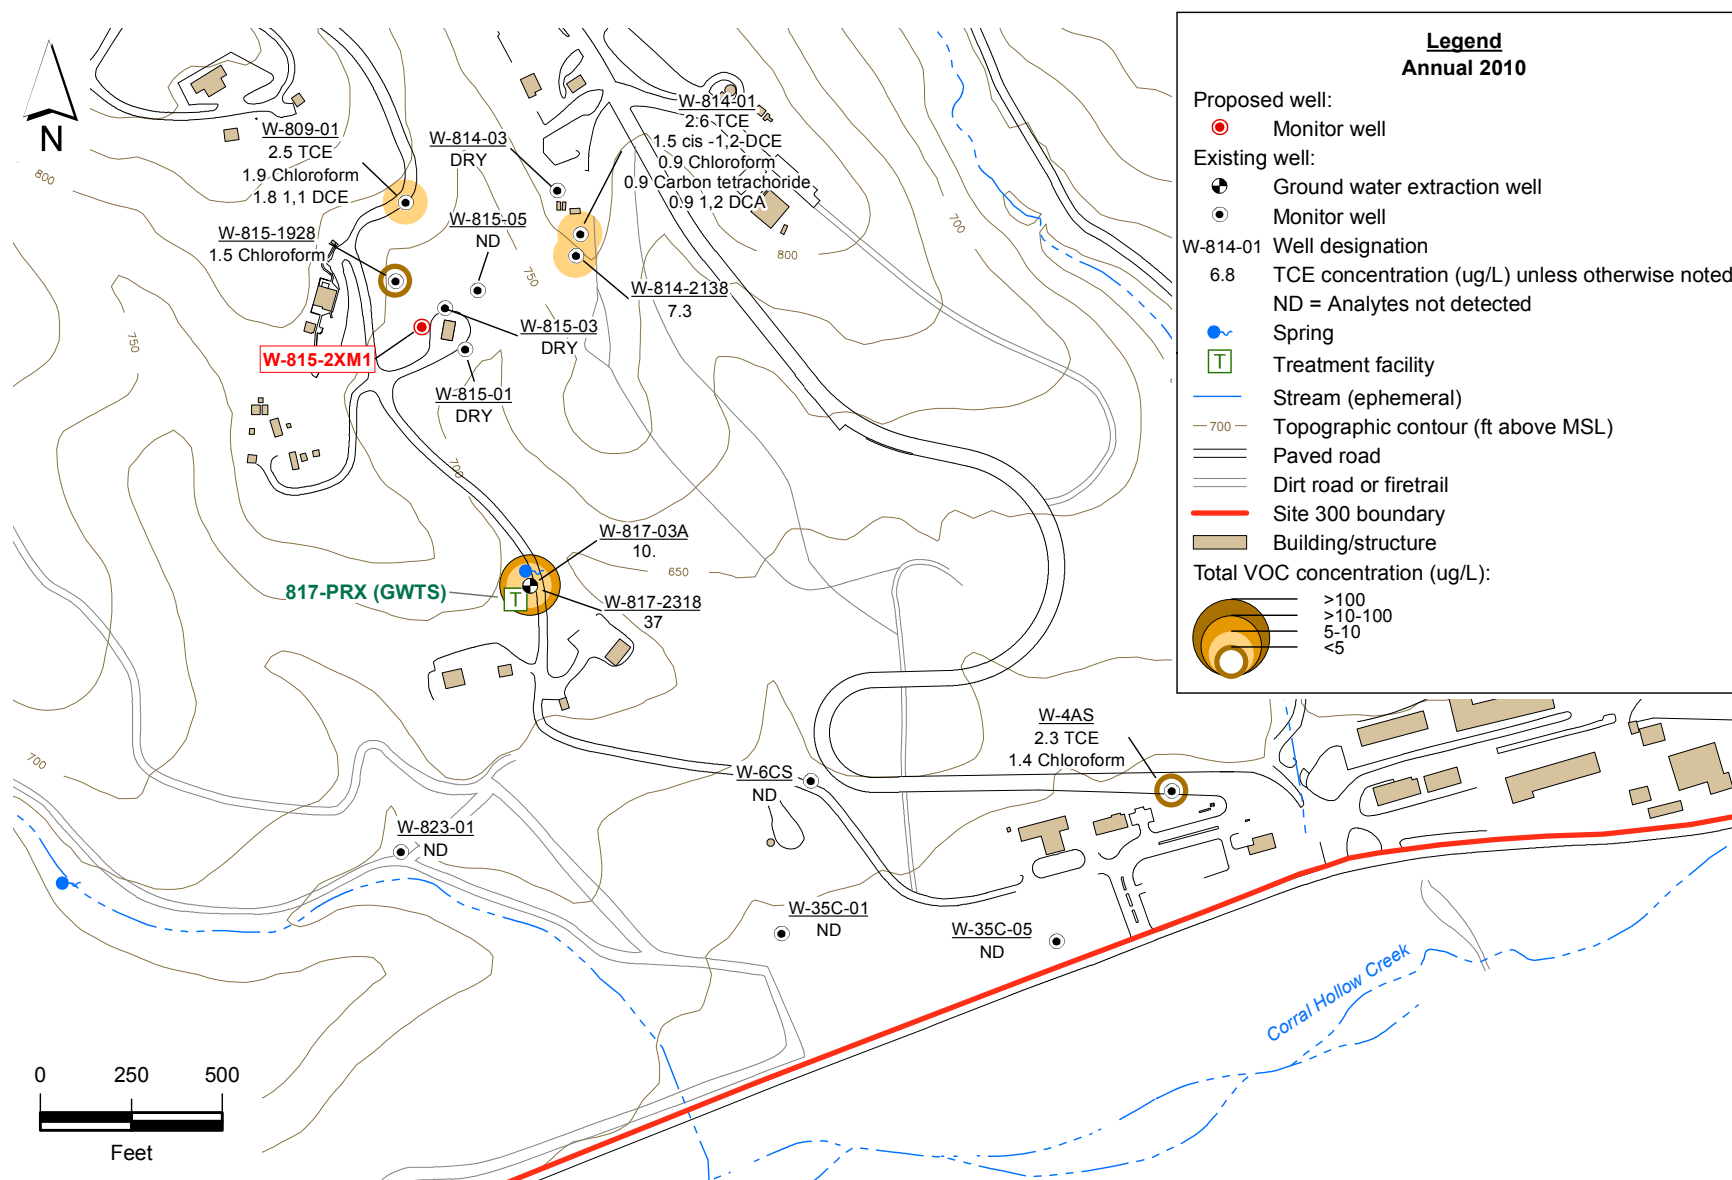 Legend
Annual 2010
Proposed well:
Monitor well
Existing well:
Ground water extraction well
Monitor well
W-814-01 Well designation
6.8 TCE concentration (ug/L) unless otherwise noted
ND = Analytes not detected
Spring
T Treatment facility
Stream (ephemeral)
700 Topographic contour (ft above MSL)
Paved road
Dirt road or firetrail
Site 300 boundary
Building/structure
Total VOC concentration (ug/L):
>100
>10-100
5-10
<5
N
800
W-809-01
2.5 TCE
1.9 Chloroform
1.8 1,1 DCE
W-814-03
DRY
W-814-01
2.6 TCE
1.5 cis -1,2-DCE
0.9 Chloroform
0.9 Carbon tetrachoride
0.9 1,2 DCA
W-815-1928
1.5 Chloroform
W-815-05
ND
700
800
750
W-814-2138
7.3
750
W-815-03
DRY
W-815-2XM1
W-815-01
DRY
700
W-817-03A
10.
650
817-PRX (GWTS)
T
W-817-2318
37
W-4AS
2.3 TCE
1.4 Chloroform
700
W-6CS
ND
W-823-01
ND
W-35C-01
ND
W-35C-05
ND
Corral Hollow Creek
0 250 500
Feet